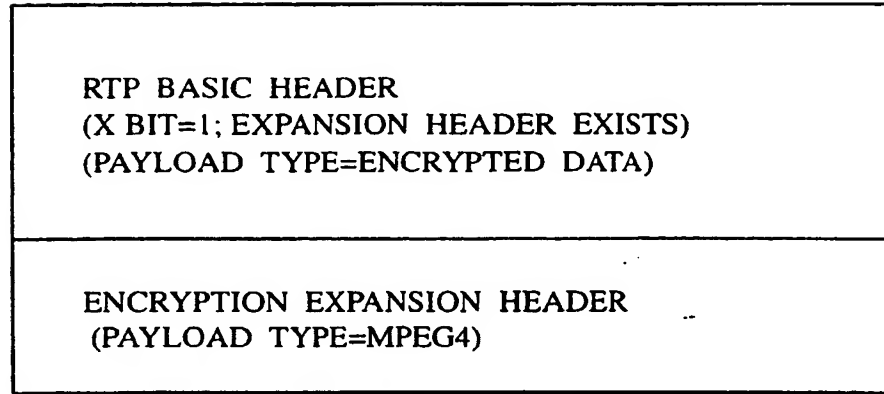 RTP BASIC HEADER
(X BIT=1; EXPANSION HEADER EXISTS)
(PAYLOAD TYPE=ENCRYPTED DATA)
ENCRYPTION EXPANSION HEADER
(PAYLOAD TYPE=MPEG4)